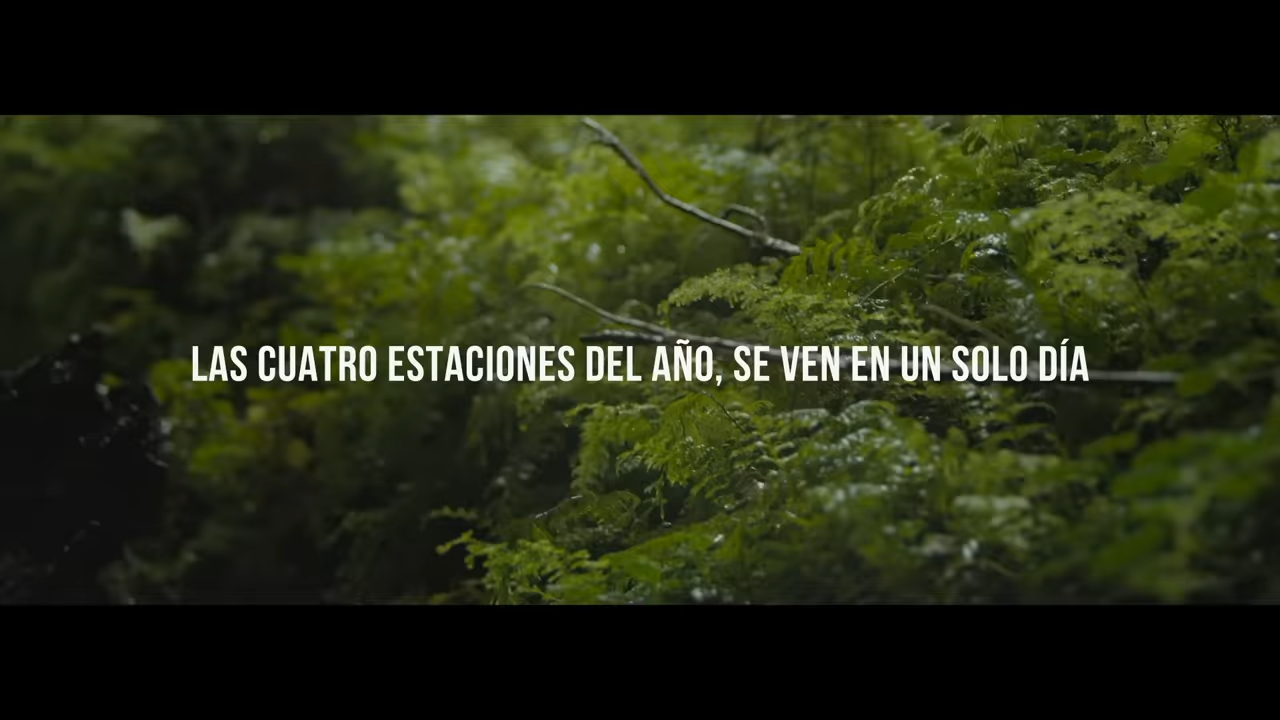 LAS CUATRO ESTACIONES DEL AÑO, SE VEN EN UN SOLO DÍA